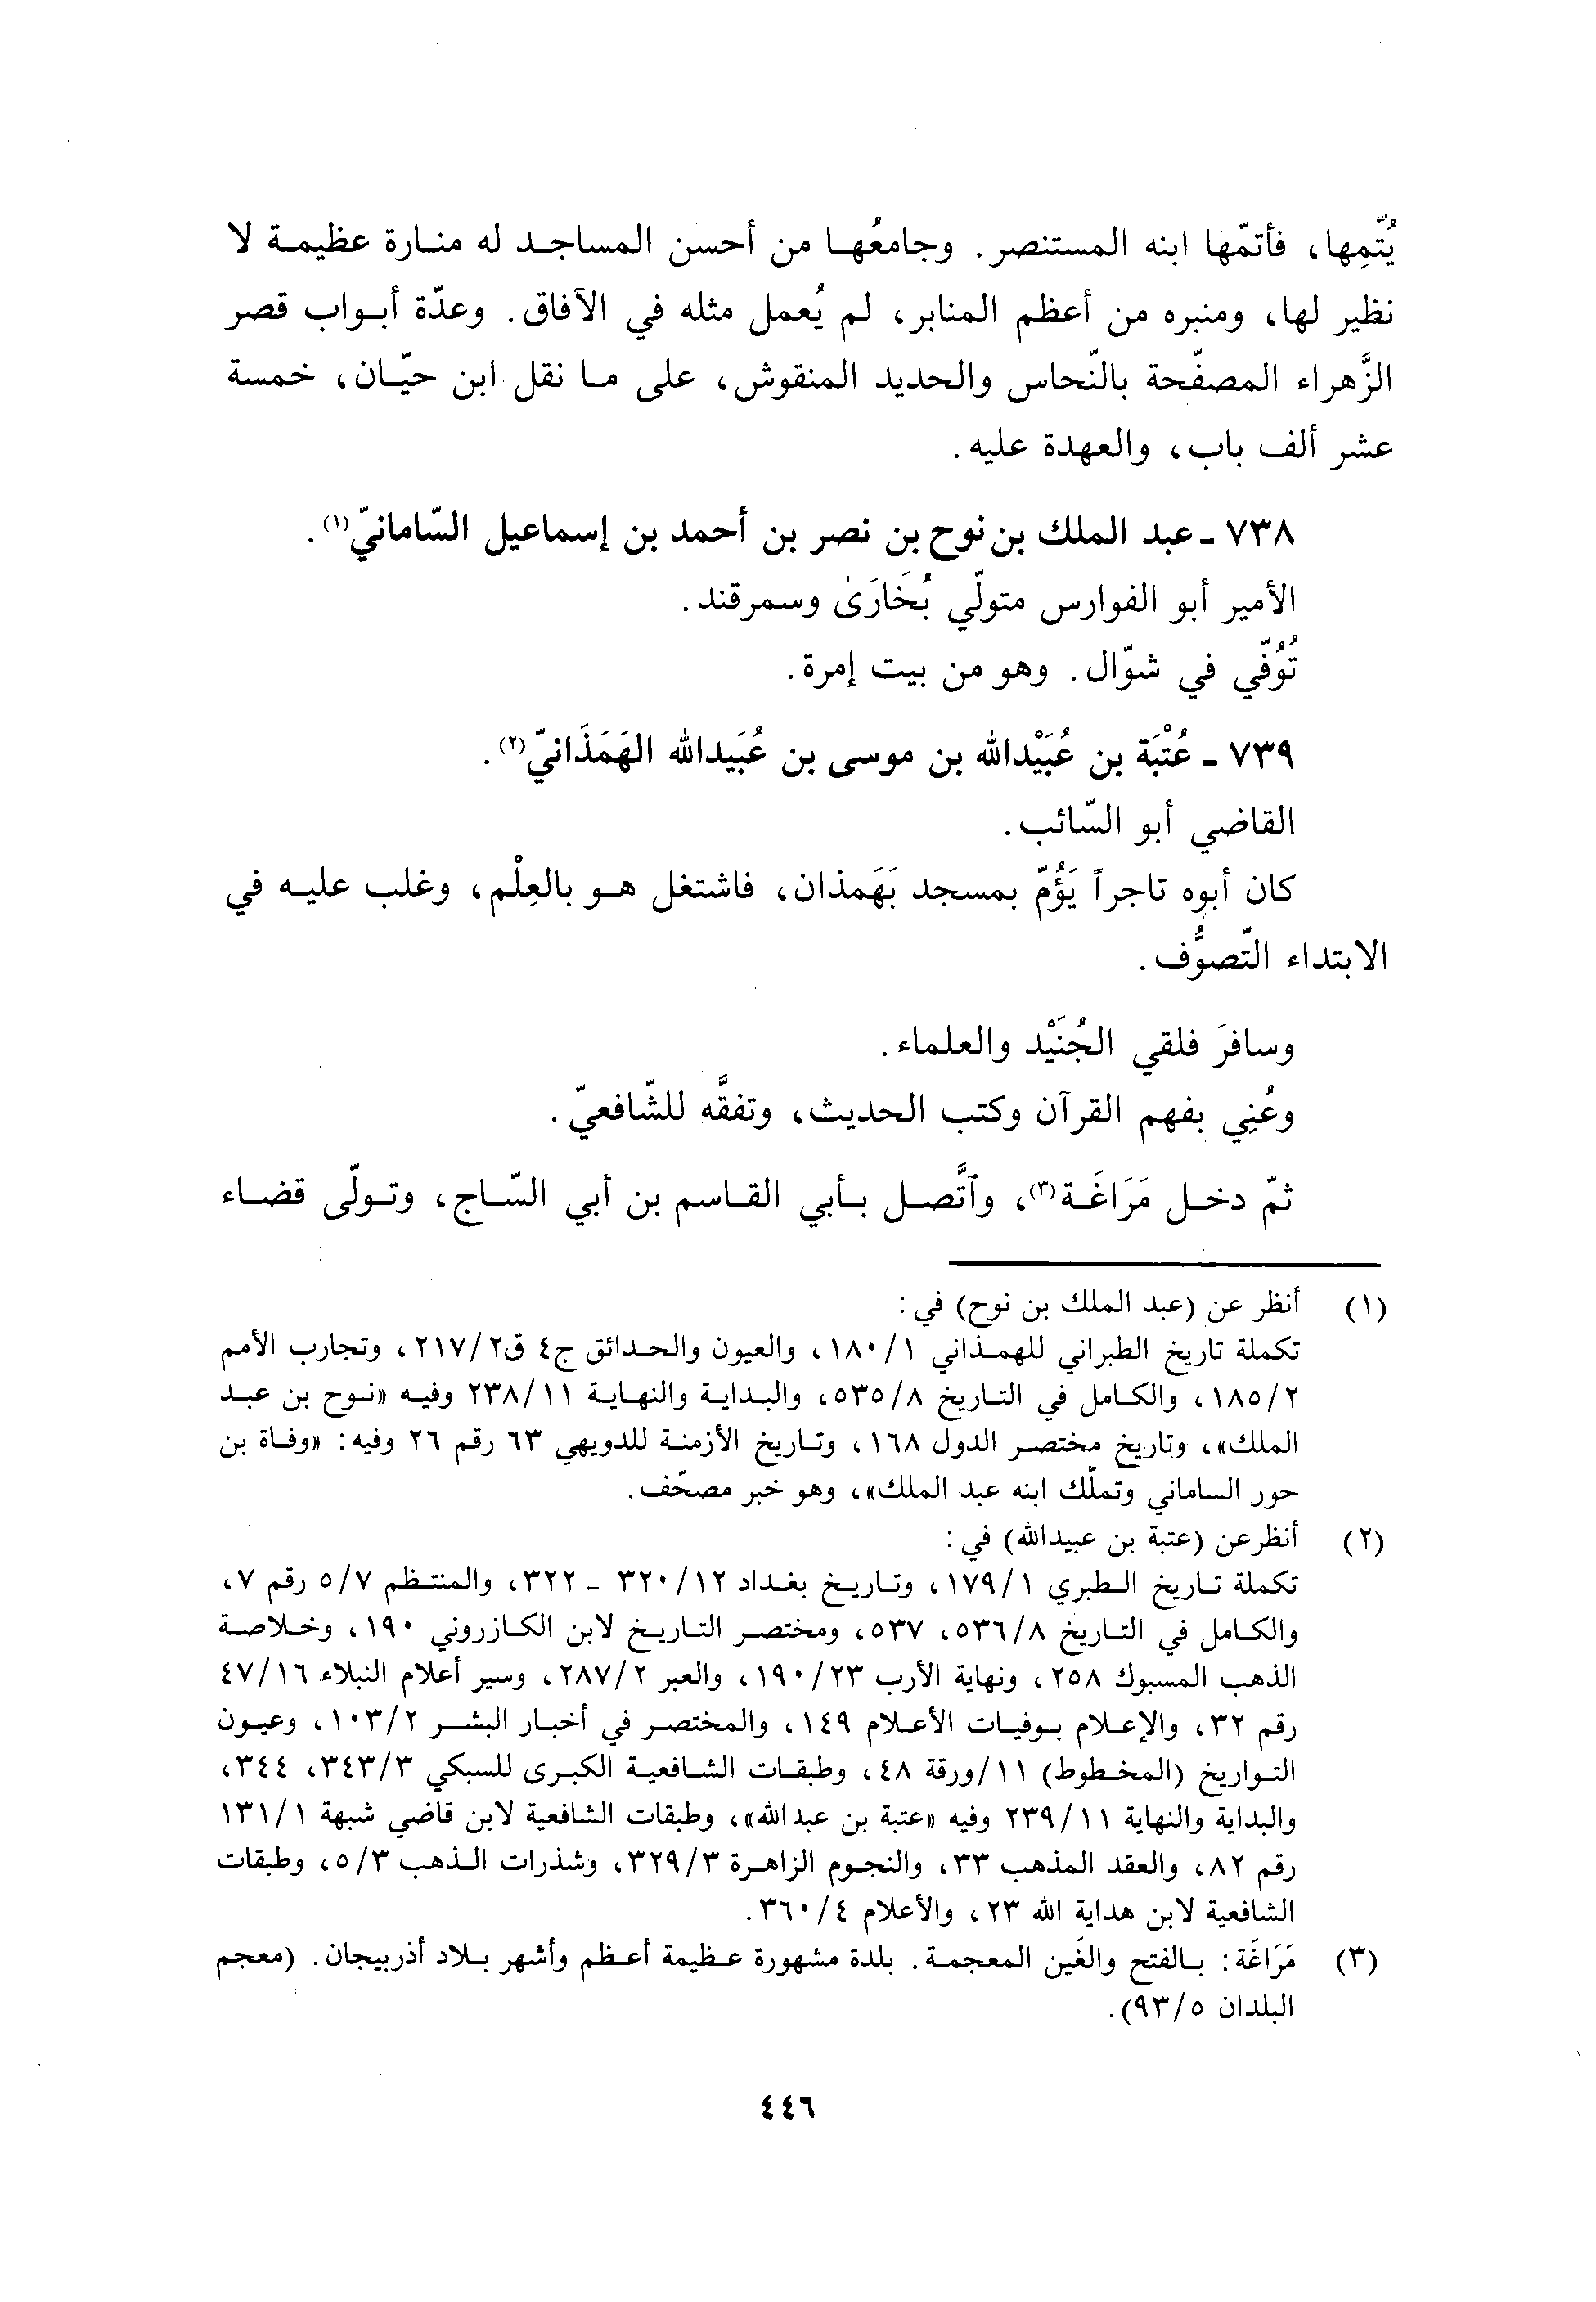 يُتّمِها، فأتمّها ابنه المستنصر. وجامعُها من أحسن المساجد له منارة عظيمة لا
نظير لها، ومنبره من أعظم المنابر، لم يُعمل مثله في الآفاق. وعدّة أبواب قصر
الزَّهراء المصفّحة بالنّحاس والحديد المنقوش، على ما نقل ابن حيّان، خمسة
عشر ألف باب، والعهدة عليه.
٧٣٨ ـ عبد الملك بن نوح بن نصر بن أحمد بن إسماعيل السّامانيّ(١).
الأمير أبو الفوارس متولّي بُخَارَىٰ وسمرقند.
تُوُفّي في شوّال. وهو من بيت إمرة.
٧٣٩ ـ عُتْبَة بن عُبَيْدالله بن موسى بن عُبَيدالله الهَمَذَانيّ(٢).
القاضي أبو السّائب.
كان أبوه تاجراً يَؤُمّ بمسجد بَهَمذان، فاشتغل هو بالعِلْم، وغلب عليه في
الابتداء التّصوُّف.
وسافرَ فلقي الجُنَيْد والعلماء.
وعُنِي بفهم القرآن وكتب الحديث، وتفقَّه للشّافعيّ.
ثمّ دخل مَرَاغَة(٣)، وٱتَّصل بأبي القاسم بن أبي السّاج، وتولّى قضاء
(١) أنظر عن (عبد الملك بن نوح) في:
تكملة تاريخ الطبراني للهمذاني ١/١٨٠، والعيون والحدائق ج٤ ق٢/٢١٧، وتجارب الأمم
٢/١٨٥، والكامل في التاريخ ٨/٥٣٥، والبداية والنهاية ١١/٢٣٨ وفيه «نوح بن عبد
الملك»، وتاريخ مختصر الدول ١٦٨، وتاريخ الأزمنة للدويهي ٦٣ رقم ٢٦ وفيه: «وفاة بن
حور الساماني وتملّك ابنه عبد الملك»، وهو خبر مصحّف.
(٢) أنظرعن (عتبة بن عبيدالله) في:
تكملة تاريخ الطبري ١/١٧٩، وتاريخ بغداد ١٢/٣٢٠ ـ ٣٢٢، والمنتظم ٧/٥ رقم ٧،
والكامل في التاريخ ٨/٥٣٦، ٥٣٧، ومختصر التاريخ لابن الكازروني ١٩٠، وخلاصة
الذهب المسبوك ٢٥٨، ونهاية الأرب ٢٣/١٩٠، والعبر ٢/٢٨٧، وسير أعلام النبلاء ١٦/٤٧
رقم ٣٢، والإعلام بوفيات الأعلام ١٤٩، والمختصر في أخبار البشر ٢/١٠٣، وعيون
التواريخ (المخطوط) ١١/ورقة ٤٨، وطبقات الشافعية الكبرى للسبكي ٣/٣٤٣، ٣٤٤،
والبداية والنهاية ١١/٢٣٩ وفيه «عتبة بن عبدالله»، وطبقات الشافعية لابن قاضي شبهة ١/١٣١
رقم ٨٢، والعقد المذهب ٣٣، والنجوم الزاهرة ٣/٣٢٩، وشذرات الذهب ٣/٥، وطبقات
الشافعية لابن هداية الله ٢٣، والأعلام ٤/٣٦٠.
(٣) مَرَاغَة: بالفتح والغَين المعجمة. بلدة مشهورة عظيمة أعظم وأشهر بلاد أذربيجان. (معجم
البلدان ٥/٩٣).
٤٤٦